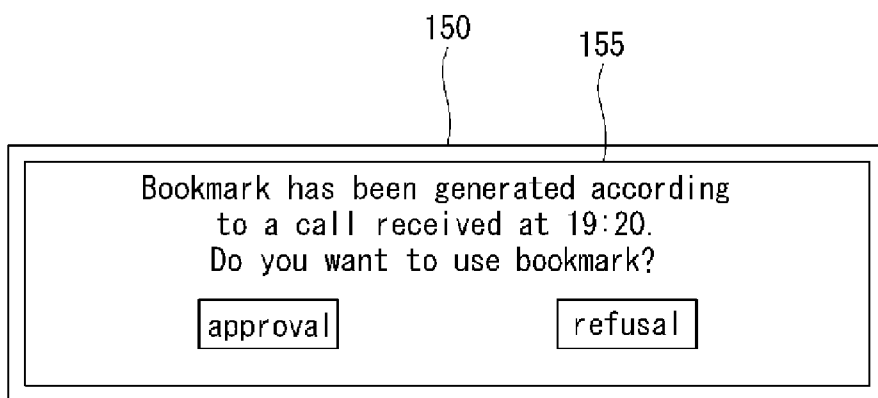 150
155
Bookmark has been generated according
to a call received at 19:20.
Do you want to use bookmark?
approval refusal